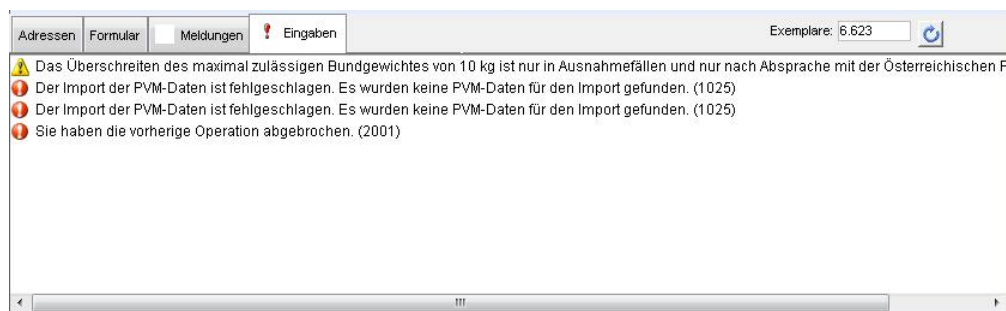 Adressen Formular Meldungen Eingaben Exemplare: 6.623
Das Überschreiten des maximal zulässigen Bundgewichtes von 10 kg ist nur in Ausnahmefällen und nur nach Absprache mit der Österreichischen P
Der Import der PVM-Daten ist fehlgeschlagen. Es wurden keine PVM-Daten für den Import gefunden. (1025)
Der Import der PVM-Daten ist fehlgeschlagen. Es wurden keine PVM-Daten für den Import gefunden. (1025)
Sie haben die vorherige Operation abgebrochen. (2001)